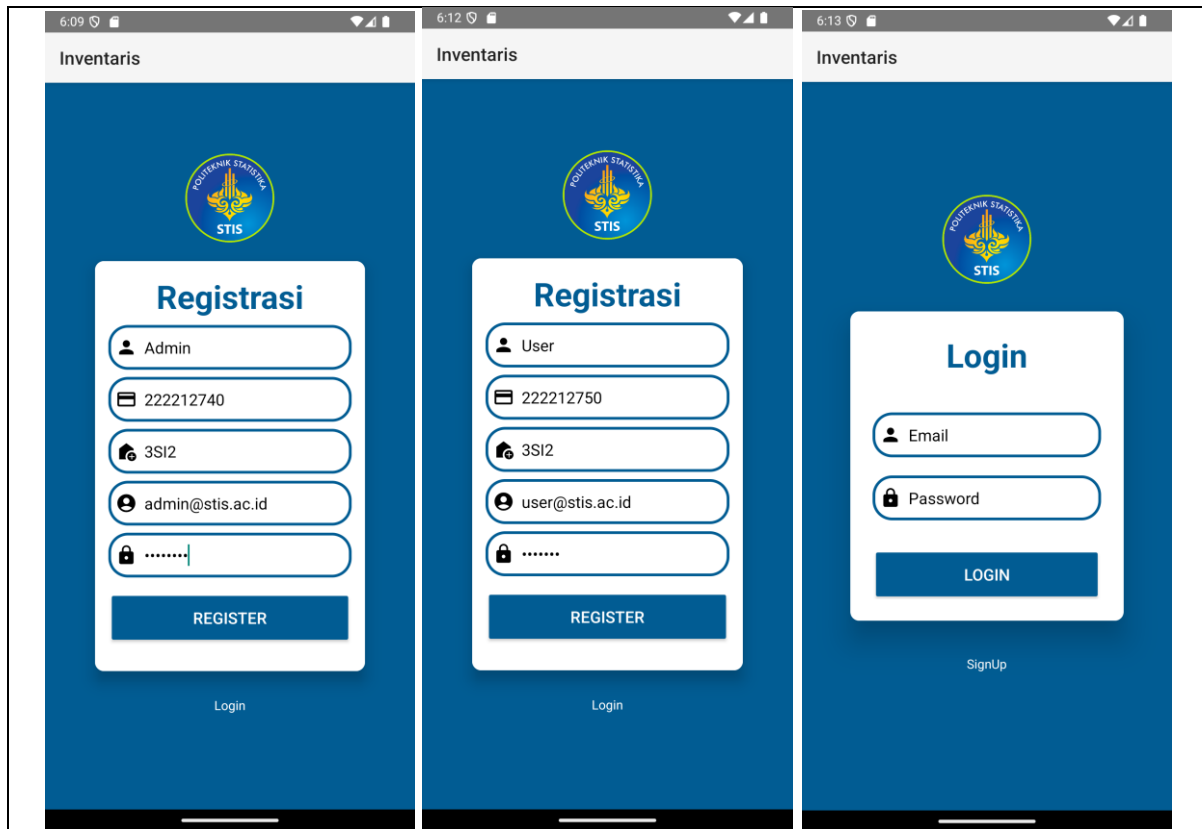 6:09
Inventaris
POLITEKNIK STATISTIKA
STIS
Registrasi
Admin
222212740
3SI2
admin@stis.ac.id
••••••••
REGISTER
Login
6:12
Inventaris
POLITEKNIK STATISTIKA
STIS
Registrasi
User
222212750
3SI2
user@stis.ac.id
•••••••
REGISTER
Login
6:13
Inventaris
POLITEKNIK STATISTIKA
STIS
Login
Email
Password
LOGIN
SignUp